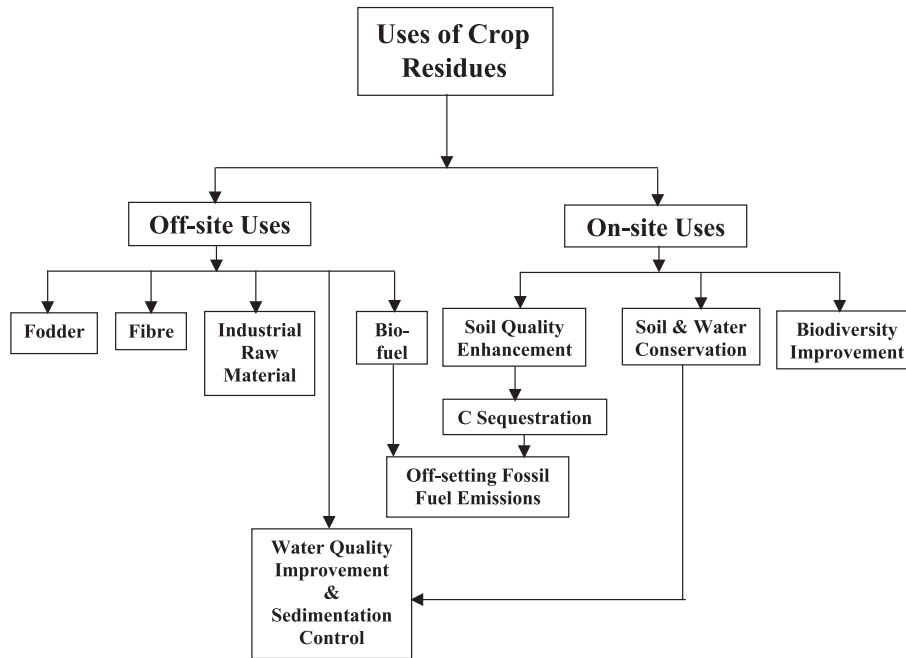 Uses of Crop
Residues
Off-site Uses
On-site Uses
Fodder
Fibre
Industrial
Raw
Material
Bio-
fuel
Soil Quality
Enhancement
Soil & Water
Conservation
Biodiversity
Improvement
C Sequestration
Off-setting Fossil
Fuel Emissions
Water Quality
Improvement
&
Sedimentation
Control